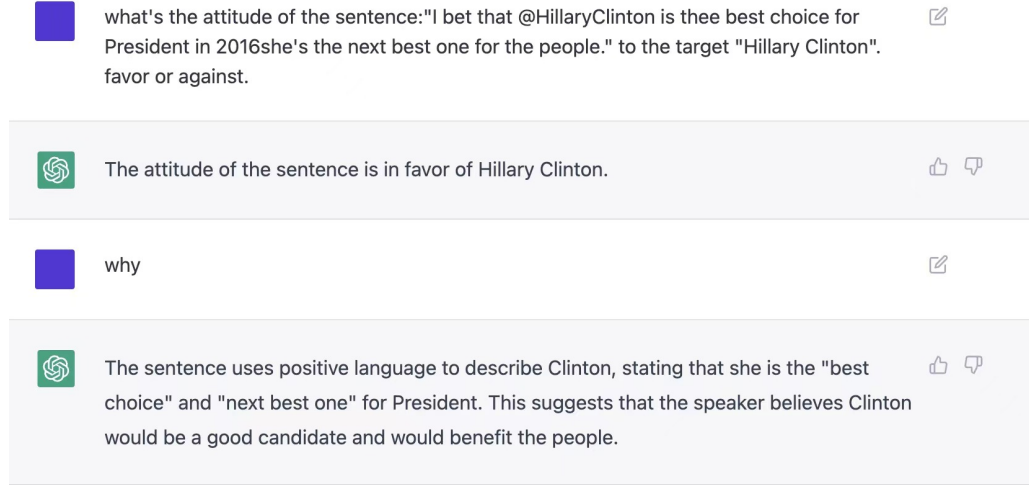 what's the attitude of the sentence:"I bet that @HillaryClinton is thee best choice for
President in 2016she's the next best one for the people." to the target "Hillary Clinton".
favor or against.
The attitude of the sentence is in favor of Hillary Clinton.
why
The sentence uses positive language to describe Clinton, stating that she is the "best
choice" and "next best one" for President. This suggests that the speaker believes Clinton
would be a good candidate and would benefit the people.